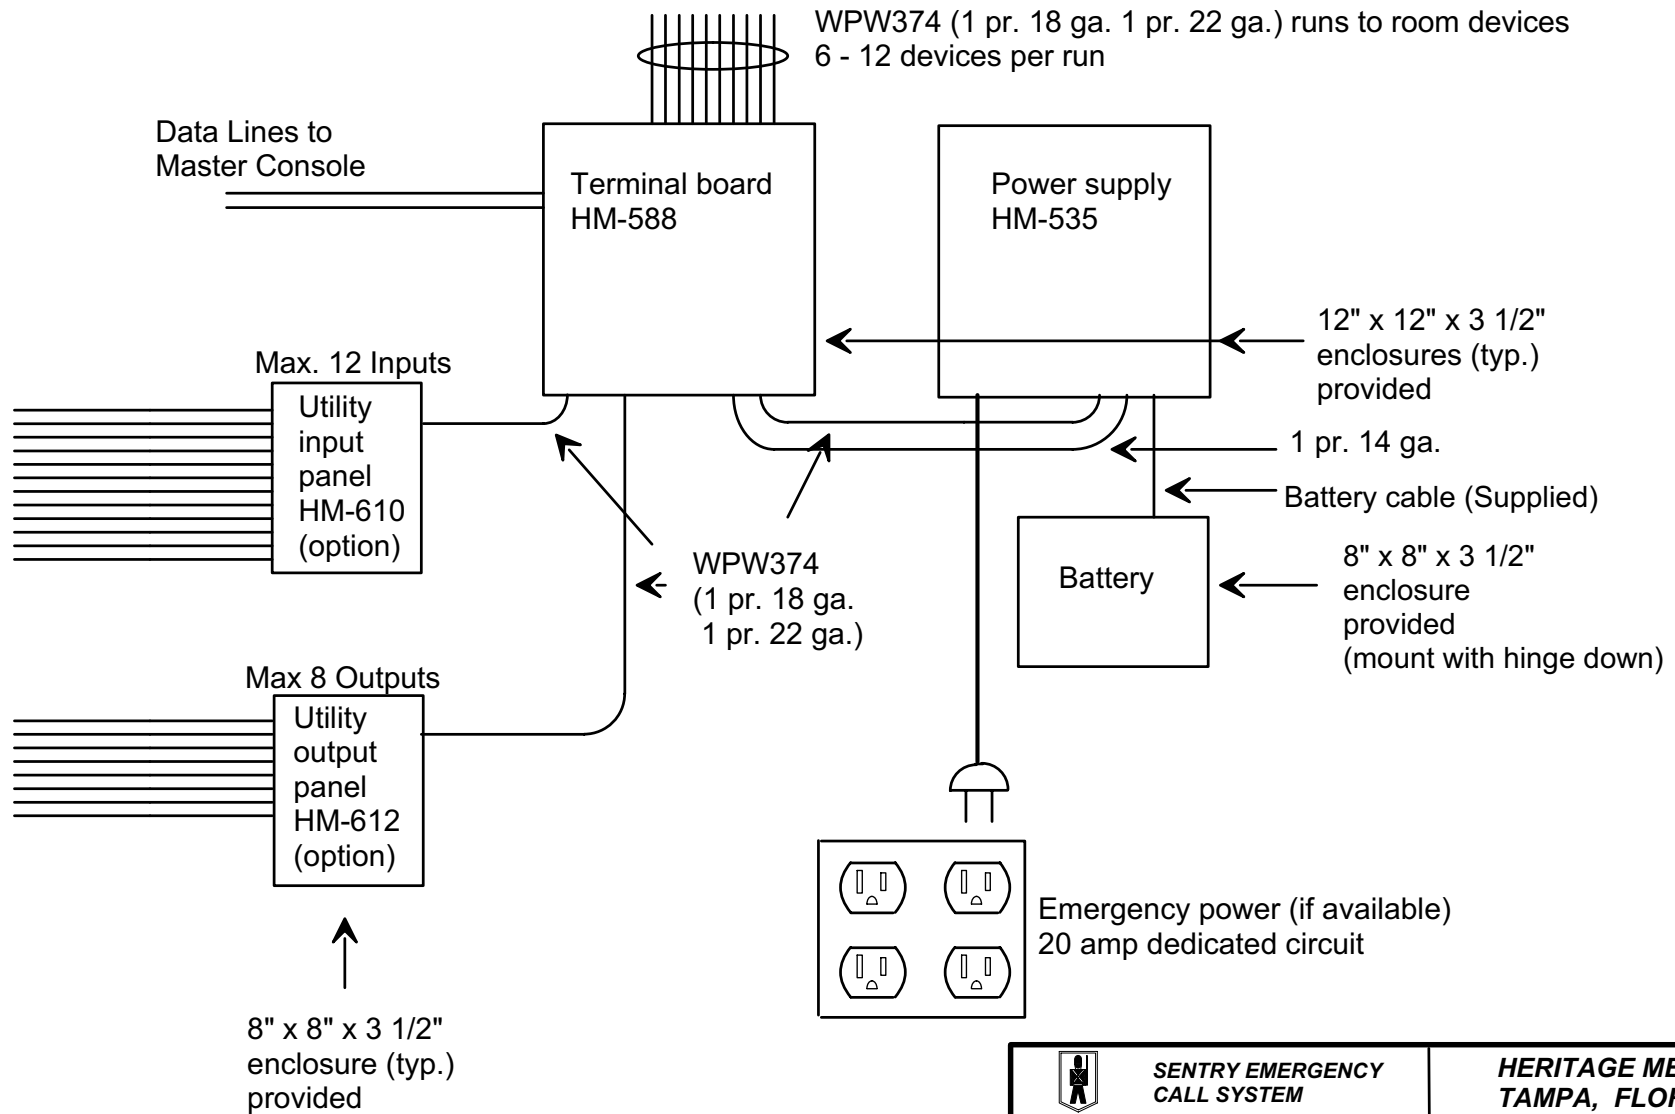 WPW374 (1 pr. 18 ga. 1 pr. 22 ga.) runs to room devices
6 - 12 devices per run
Data Lines to
Master Console
Terminal board
HM-588
Power supply
HM-535
12" x 12" x 3 1/2"
enclosures (typ.)
provided
Max. 12 Inputs
Utility
input
panel
HM-610
(option)
1 pr. 14 ga.
Battery cable (Supplied)
WPW374
(1 pr. 18 ga.
1 pr. 22 ga.)
Battery
8" x 8" x 3 1/2"
enclosure
provided
(mount with hinge down)
Max 8 Outputs
Utility
output
panel
HM-612
(option)
Emergency power (if available)
20 amp dedicated circuit
8" x 8" x 3 1/2"
enclosure (typ.)
provided
SENTRY EMERGENCY
CALL SYSTEM
HERITAGE
TAMPA,